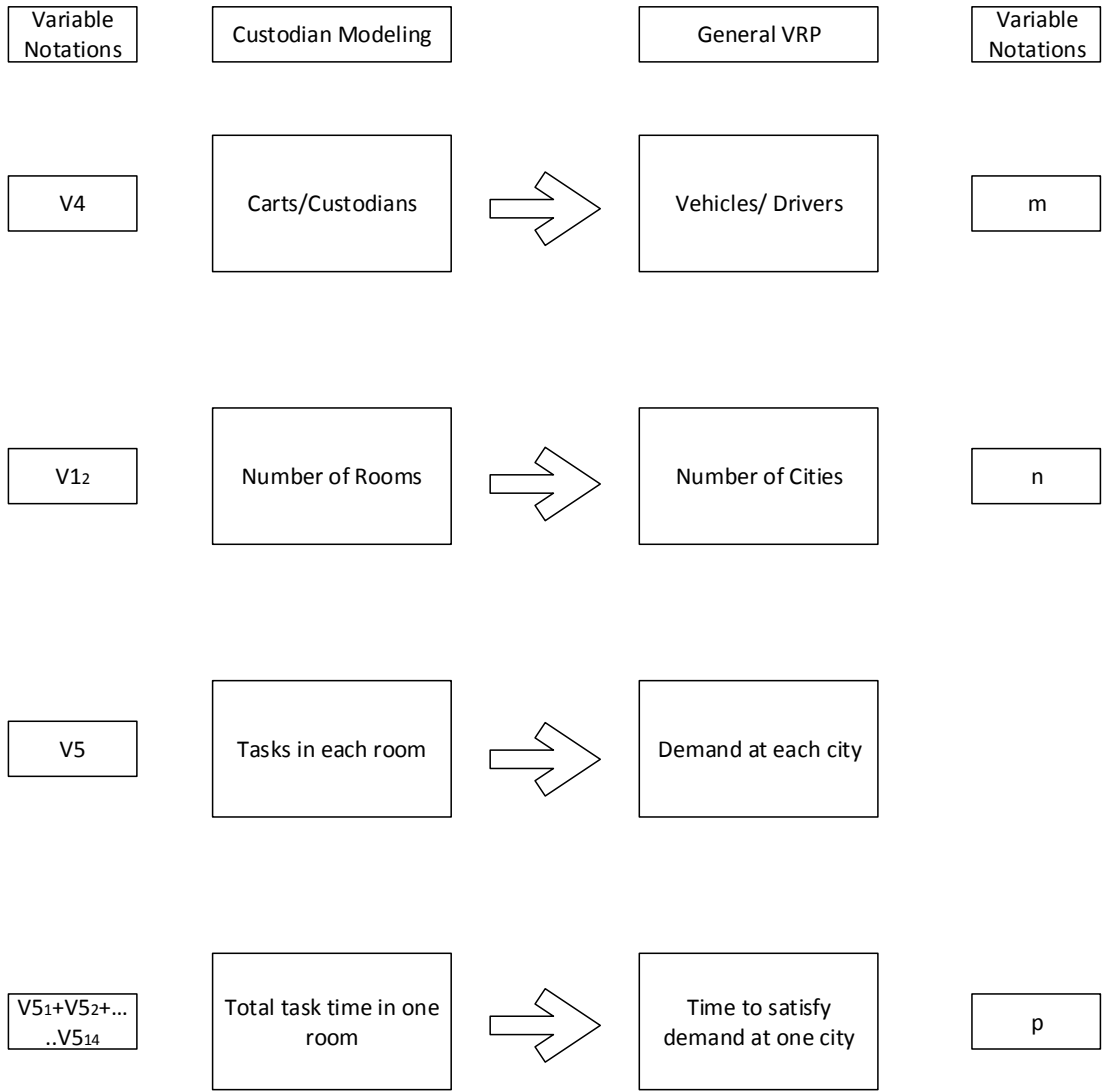 Variable
Notations
Custodian Modeling
General VRP
Variable
Notations
V4
Carts/Custodians
Vehicles/ Drivers
m
V1₂
Number of Rooms
Number of Cities
n
V5
Tasks in each room
Demand at each city
V5₁+V5₂+...
..V5₁₄
Total task time in one
room
Time to satisfy
demand at one city
p